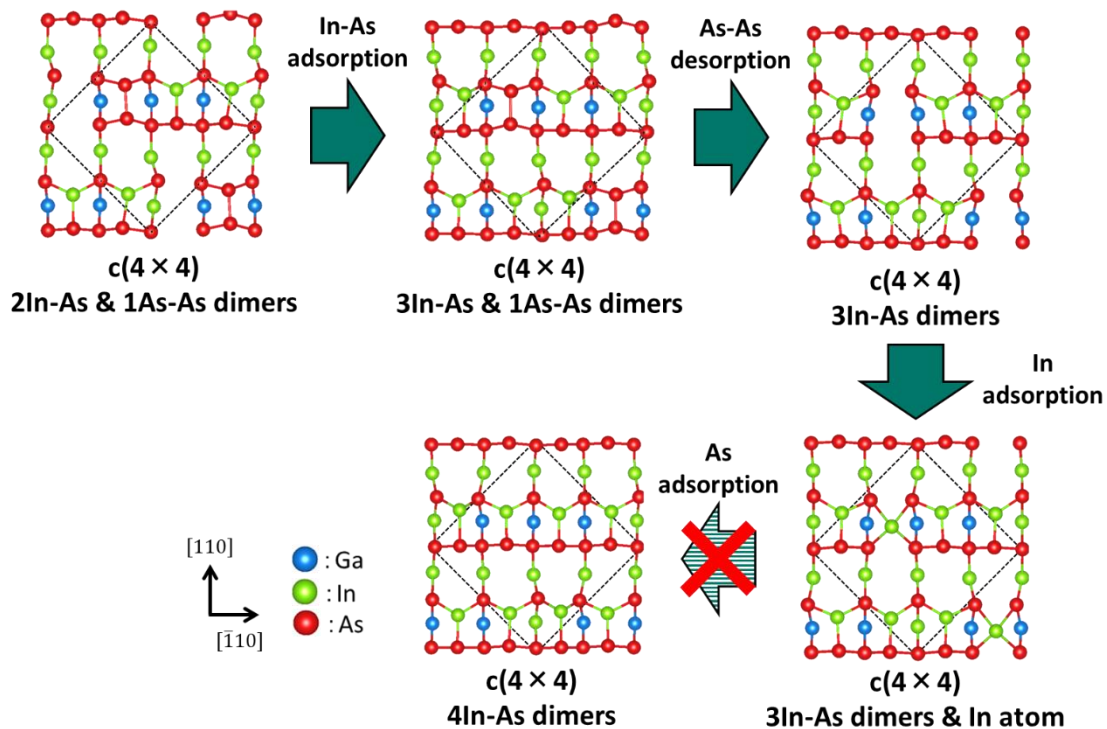 In-As
adsorption
As-As
desorption
c(4 × 4)
2In-As & 1As-As dimers
c(4 × 4)
3In-As & 1As-As dimers
c(4 × 4)
3In-As dimers
In
adsorption
As
adsorption
[110]
[1̅10]
: Ga
: In
: As
c(4 × 4)
4In-As dimers
c(4 × 4)
3In-As dimers & In atom